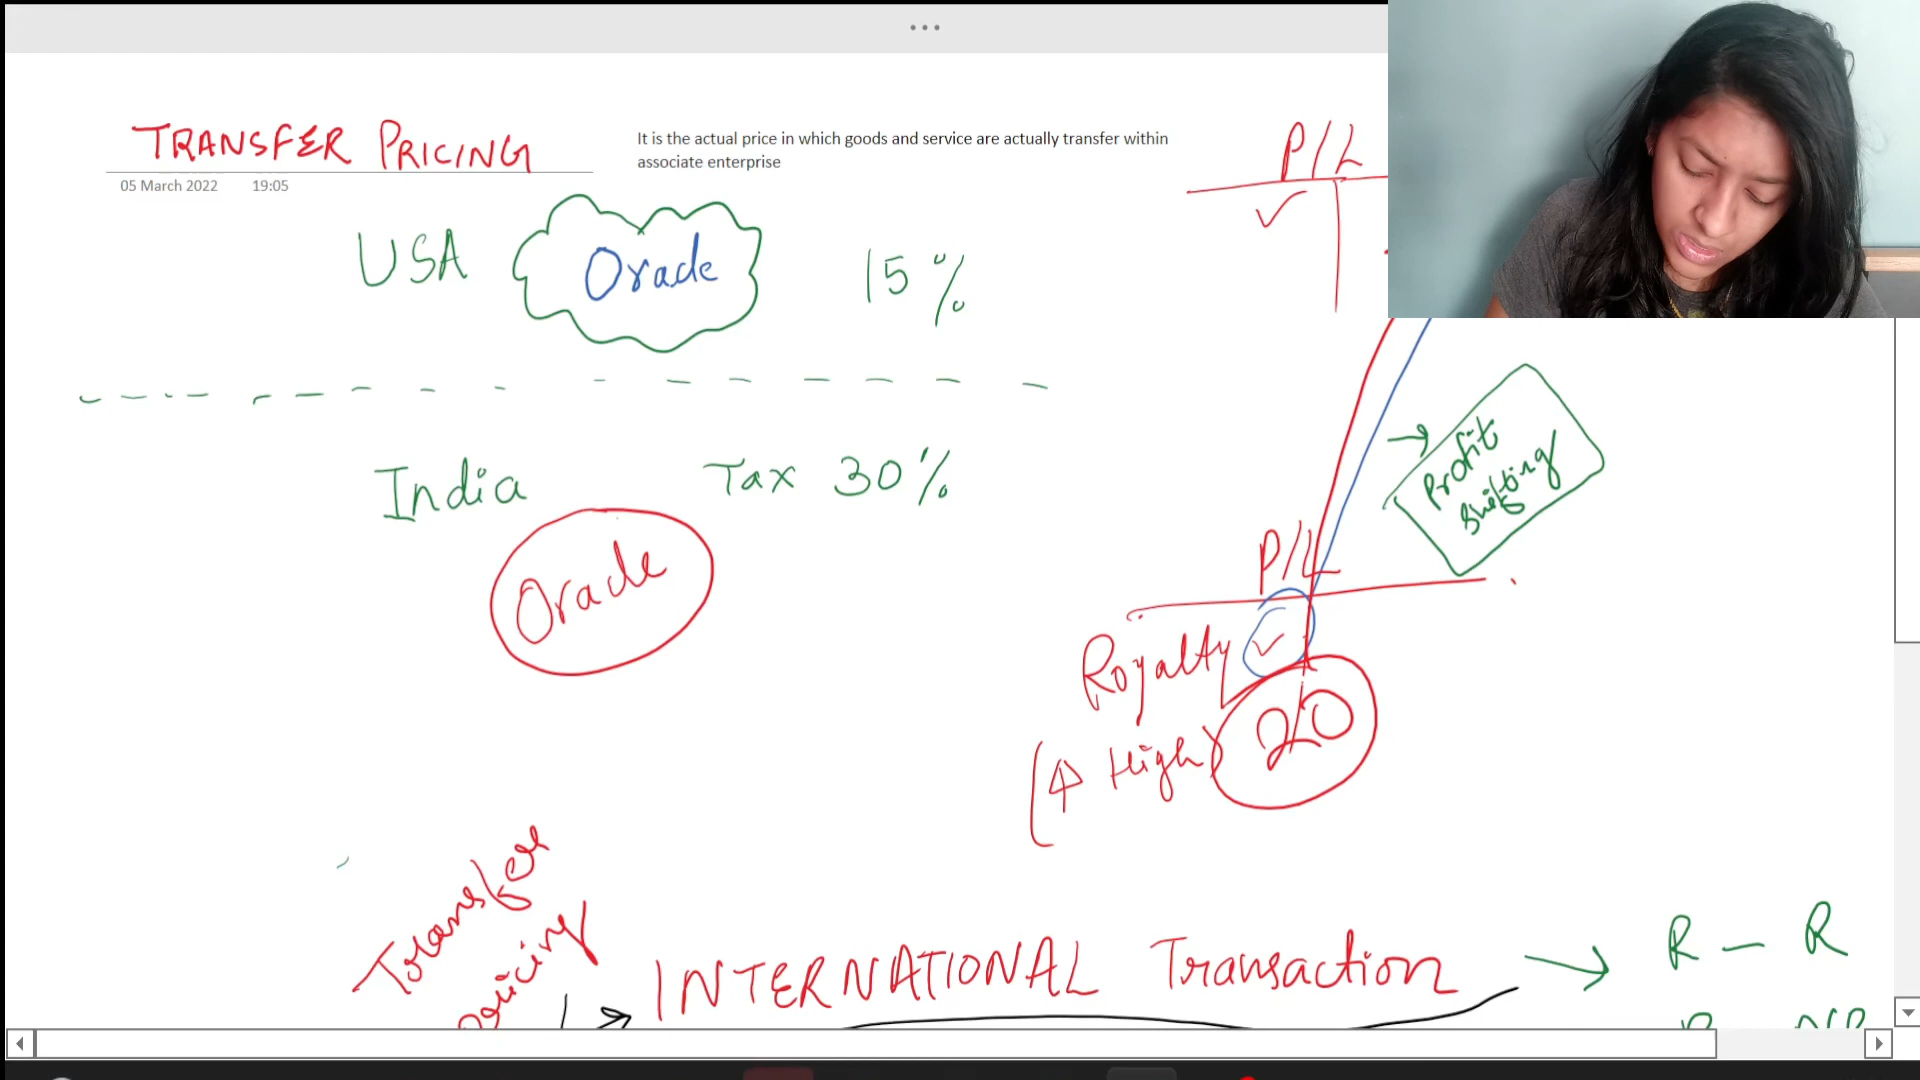 TRANSFER PRICING
It is the actual price in which goods and service are actually transfer within
associate enterprise
05 March 2022 19:05
P/L
USA Oracle 15%
India Tax 30%
Oracle
Profit
Shifting
P/L
Royalty
(↑ High) 20
Transfer
pricing
INTERNATIONAL Transaction → R - R